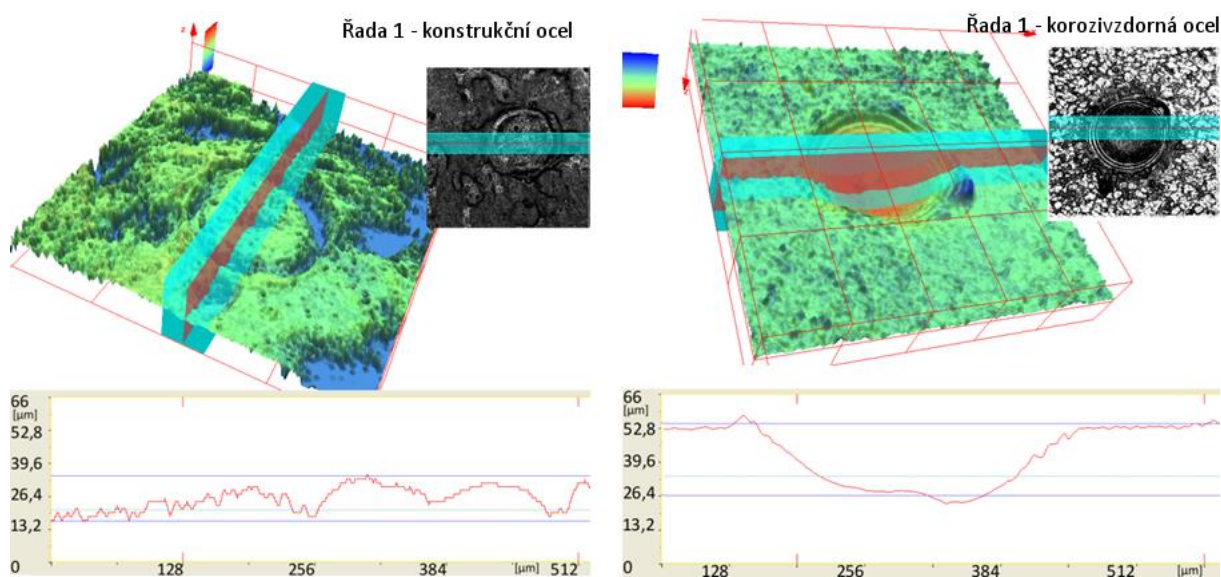 Řada 1 - konstrukční ocel
Řada 1 - korozivzdorná ocel
z
66
[µm]
52,8
39,6
26,4
13,2
0
128
256
384
[µm]
512
66
[µm]
52,8
39,6
26,4
13,2
0
128
256
384
512
[µm]